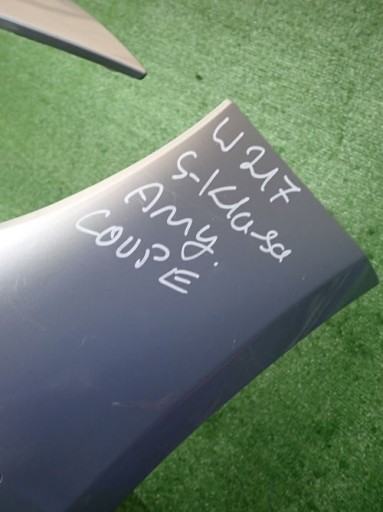 W217
S-Klasa
AMG.
COUPE